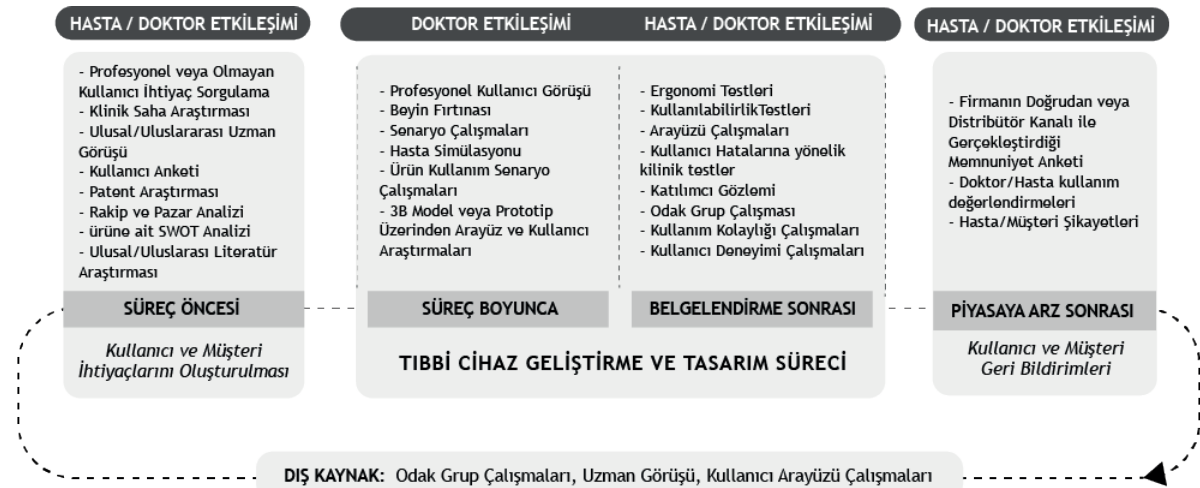 HASTA / DOKTOR ETKİLEŞİMİ
- Profesyonel veya Olmayan
Kullanıcı İhtiyaç Sorgulama
- Klinik Saha Araştırması
- Ulusal/Uluslararası Uzman
Görüşü
- Kullanıcı Anketi
- Patent Araştırması
- Rakip ve Pazar Analizi
- ürüne ait SWOT Analizi
- Ulusal/Uluslarası Literatür
Araştırması
SÜREÇ ÖNCESİ
Kullanıcı ve Müşteri
İhtiyaçlarını Oluşturulması
DOKTOR ETKİLEŞİMİ
- Profesyonel Kullanıcı Görüşü
- Beyin Fırtınası
- Senaryo Çalışmaları
- Hasta Simülasyonu
- Ürün Kullanım Senaryo
Çalışmaları
- 3B Model veya Prototip
Üzerinden Arayüz ve Kullanıcı
Araştırmaları
SÜREÇ BOYUNCA
HASTA / DOKTOR ETKİLEŞİMİ
- Ergonomi Testleri
- KullanılabilirlikTestleri
- Arayüzü Çalışmaları
- Kullanıcı Hatalarına yönelik
kilinik testler
- Katılımcı Gözlemi
- Odak Grup Çalışması
- Kullanım Kolaylığı Çalışmaları
- Kullanıcı Deneyimi Çalışmaları
BELGELENDİRME SONRASI
TIBBİ CİHAZ GELİŞTİRME VE TASARIM SÜRECİ
HASTA / DOKTOR ETKİLEŞİMİ
- Firmanın Doğrudan veya
Distribütör Kanalı ile
Gerçekleştirdiği
Memnuniyet Anketi
- Doktor/Hasta kullanım
değerlendirmeleri
- Hasta/Müşteri Şikayetleri
PİYASAYA ARZ SONRASI
Kullanıcı ve Müşteri
Geri Bildirimleri
DIŞ KAYNAK: Odak Grup Çalışmaları, Uzman Görüşü, Kullanıcı Arayüzü Çalışmaları